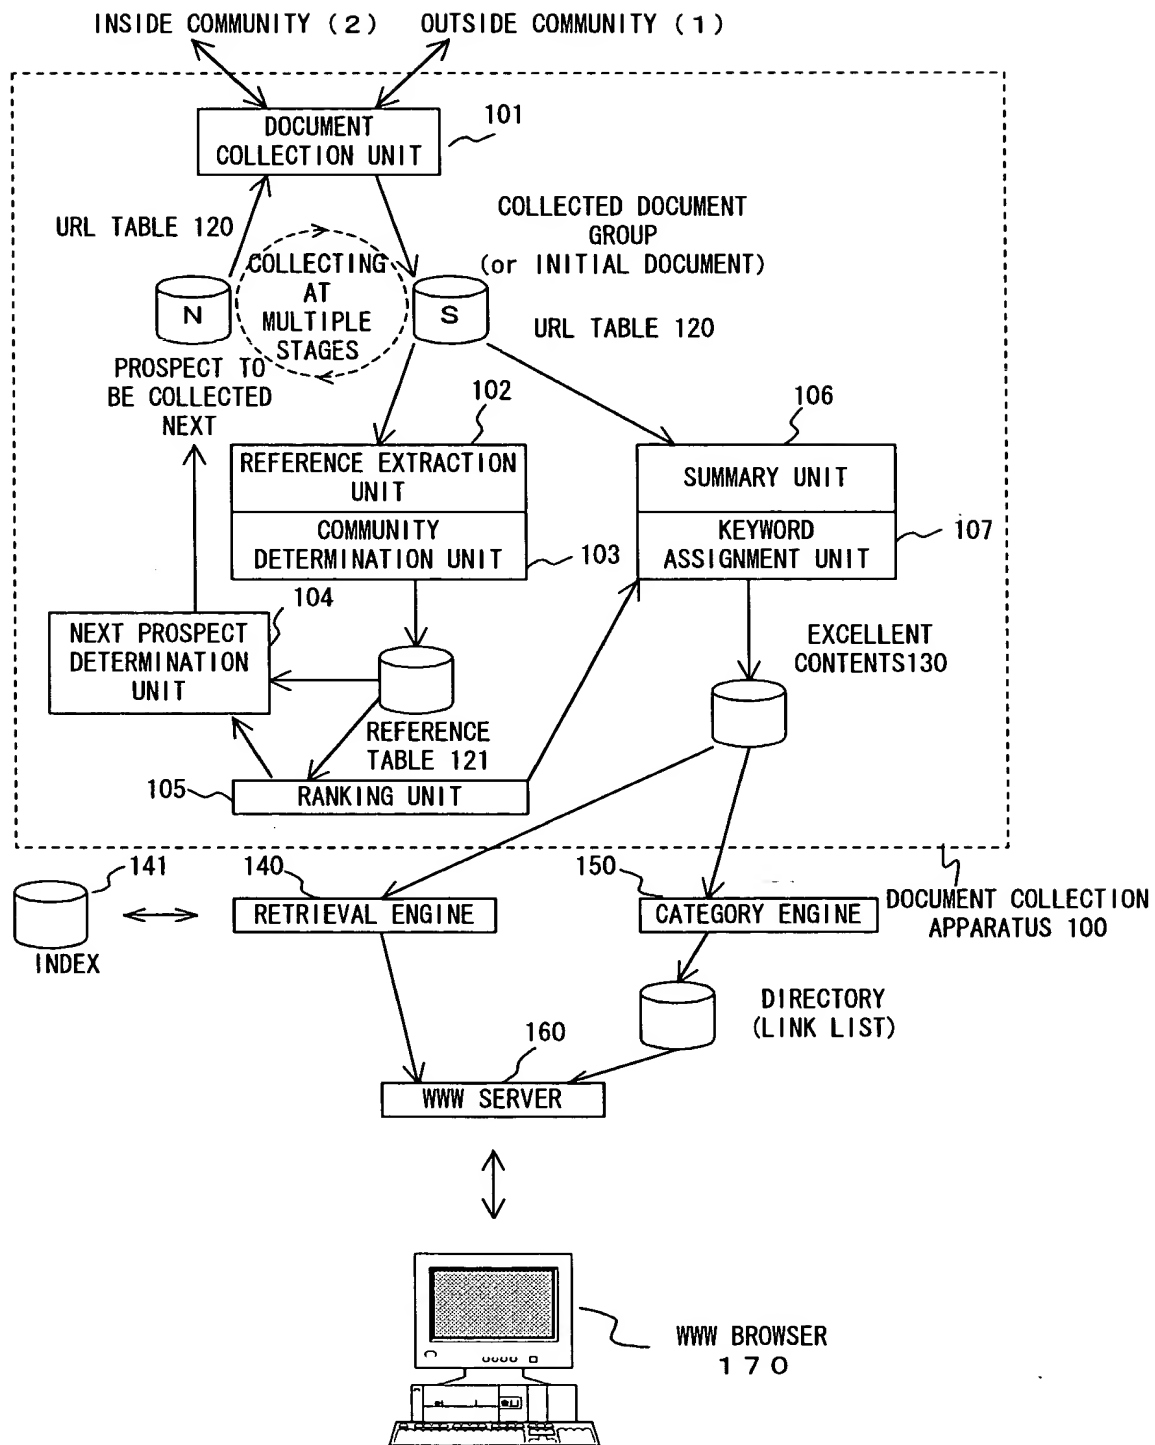 INSIDE COMMUNITY (2) OUTSIDE COMMUNITY (1)
DOCUMENT
COLLECTION UNIT
101
URL TABLE 120
COLLECTED DOCUMENT
GROUP
(or INITIAL DOCUMENT)
COLLECTING
AT
MULTIPLE
STAGES
N
S
URL TABLE 120
PROSPECT TO
BE COLLECTED
NEXT
102
106
REFERENCE EXTRACTION
UNIT
SUMMARY UNIT
COMMUNITY
DETERMINATION UNIT
103
KEYWORD
ASSIGNMENT UNIT
107
104
NEXT PROSPECT
DETERMINATION
UNIT
EXCELLENT
CONTENTS130
REFERENCE
TABLE 121
105
RANKING UNIT
141
140
150
INDEX
RETRIEVAL ENGINE
CATEGORY ENGINE
DOCUMENT COLLECTION
APPARATUS 100
DIRECTORY
(LINK LIST)
160
WWW SERVER
WWW BROWSER
170